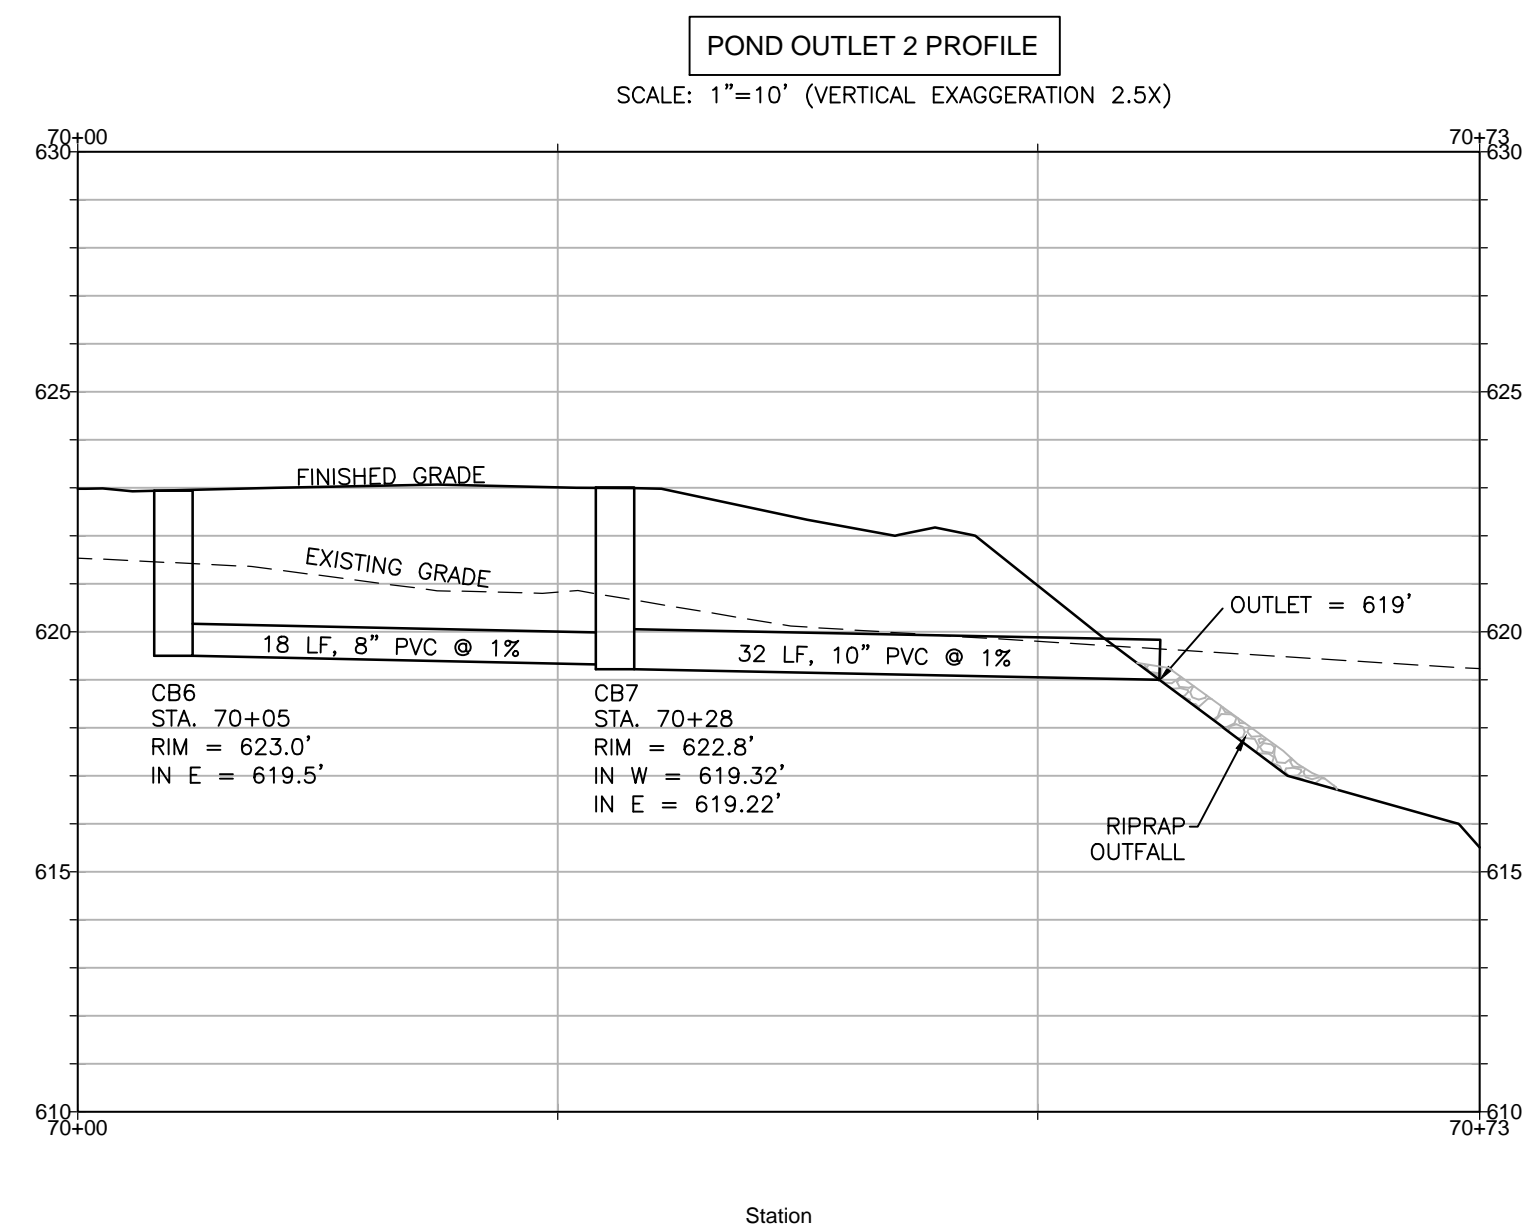 POND OUTLET 2 PROFILE
SCALE: 1”=10’ (VERTICAL EXAGGERATION 2.5X)
70+00
70+73
630
630
625
625
FINISHED GRADE
EXISTING GRADE
OUTLET = 619’
620
620
18 LF, 8” PVC @ 1%
32 LF, 10” PVC @ 1%
CB6
STA. 70+05
RIM = 623.0’
IN E = 619.5’
CB7
STA. 70+28
RIM = 622.8’
IN W = 619.32’
IN E = 619.22’
RIPRAP
OUTFALL
615
615
610
610
70+00
70+73
Station